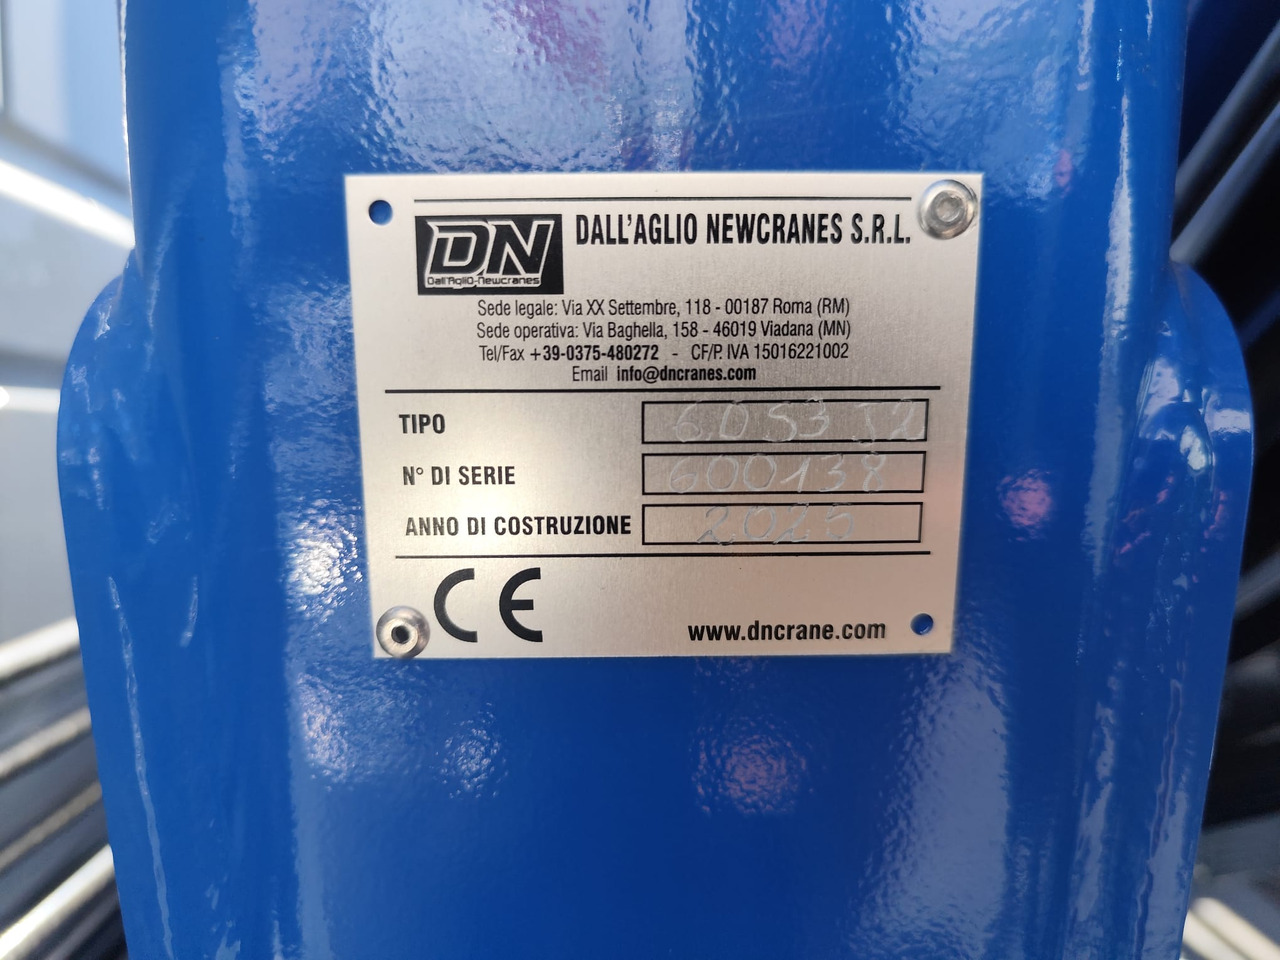 DN
Dall'Aglio-Newcranes
DALL'AGLIO NEWCRANES S.R.L.
Sede legale: Via XX Settembre, 118 - 00187 Roma (RM)
Sede operativa: Via Baghella, 158 - 46019 Viadana (MN)
Tel/Fax +39-0375-480272 - CF/P. IVA 15016221002
Email info@dncranes.com
TIPO 6.0 S3 J2
N° DI SERIE 600138
ANNO DI COSTRUZIONE 2025
CE
www.dncrane.com